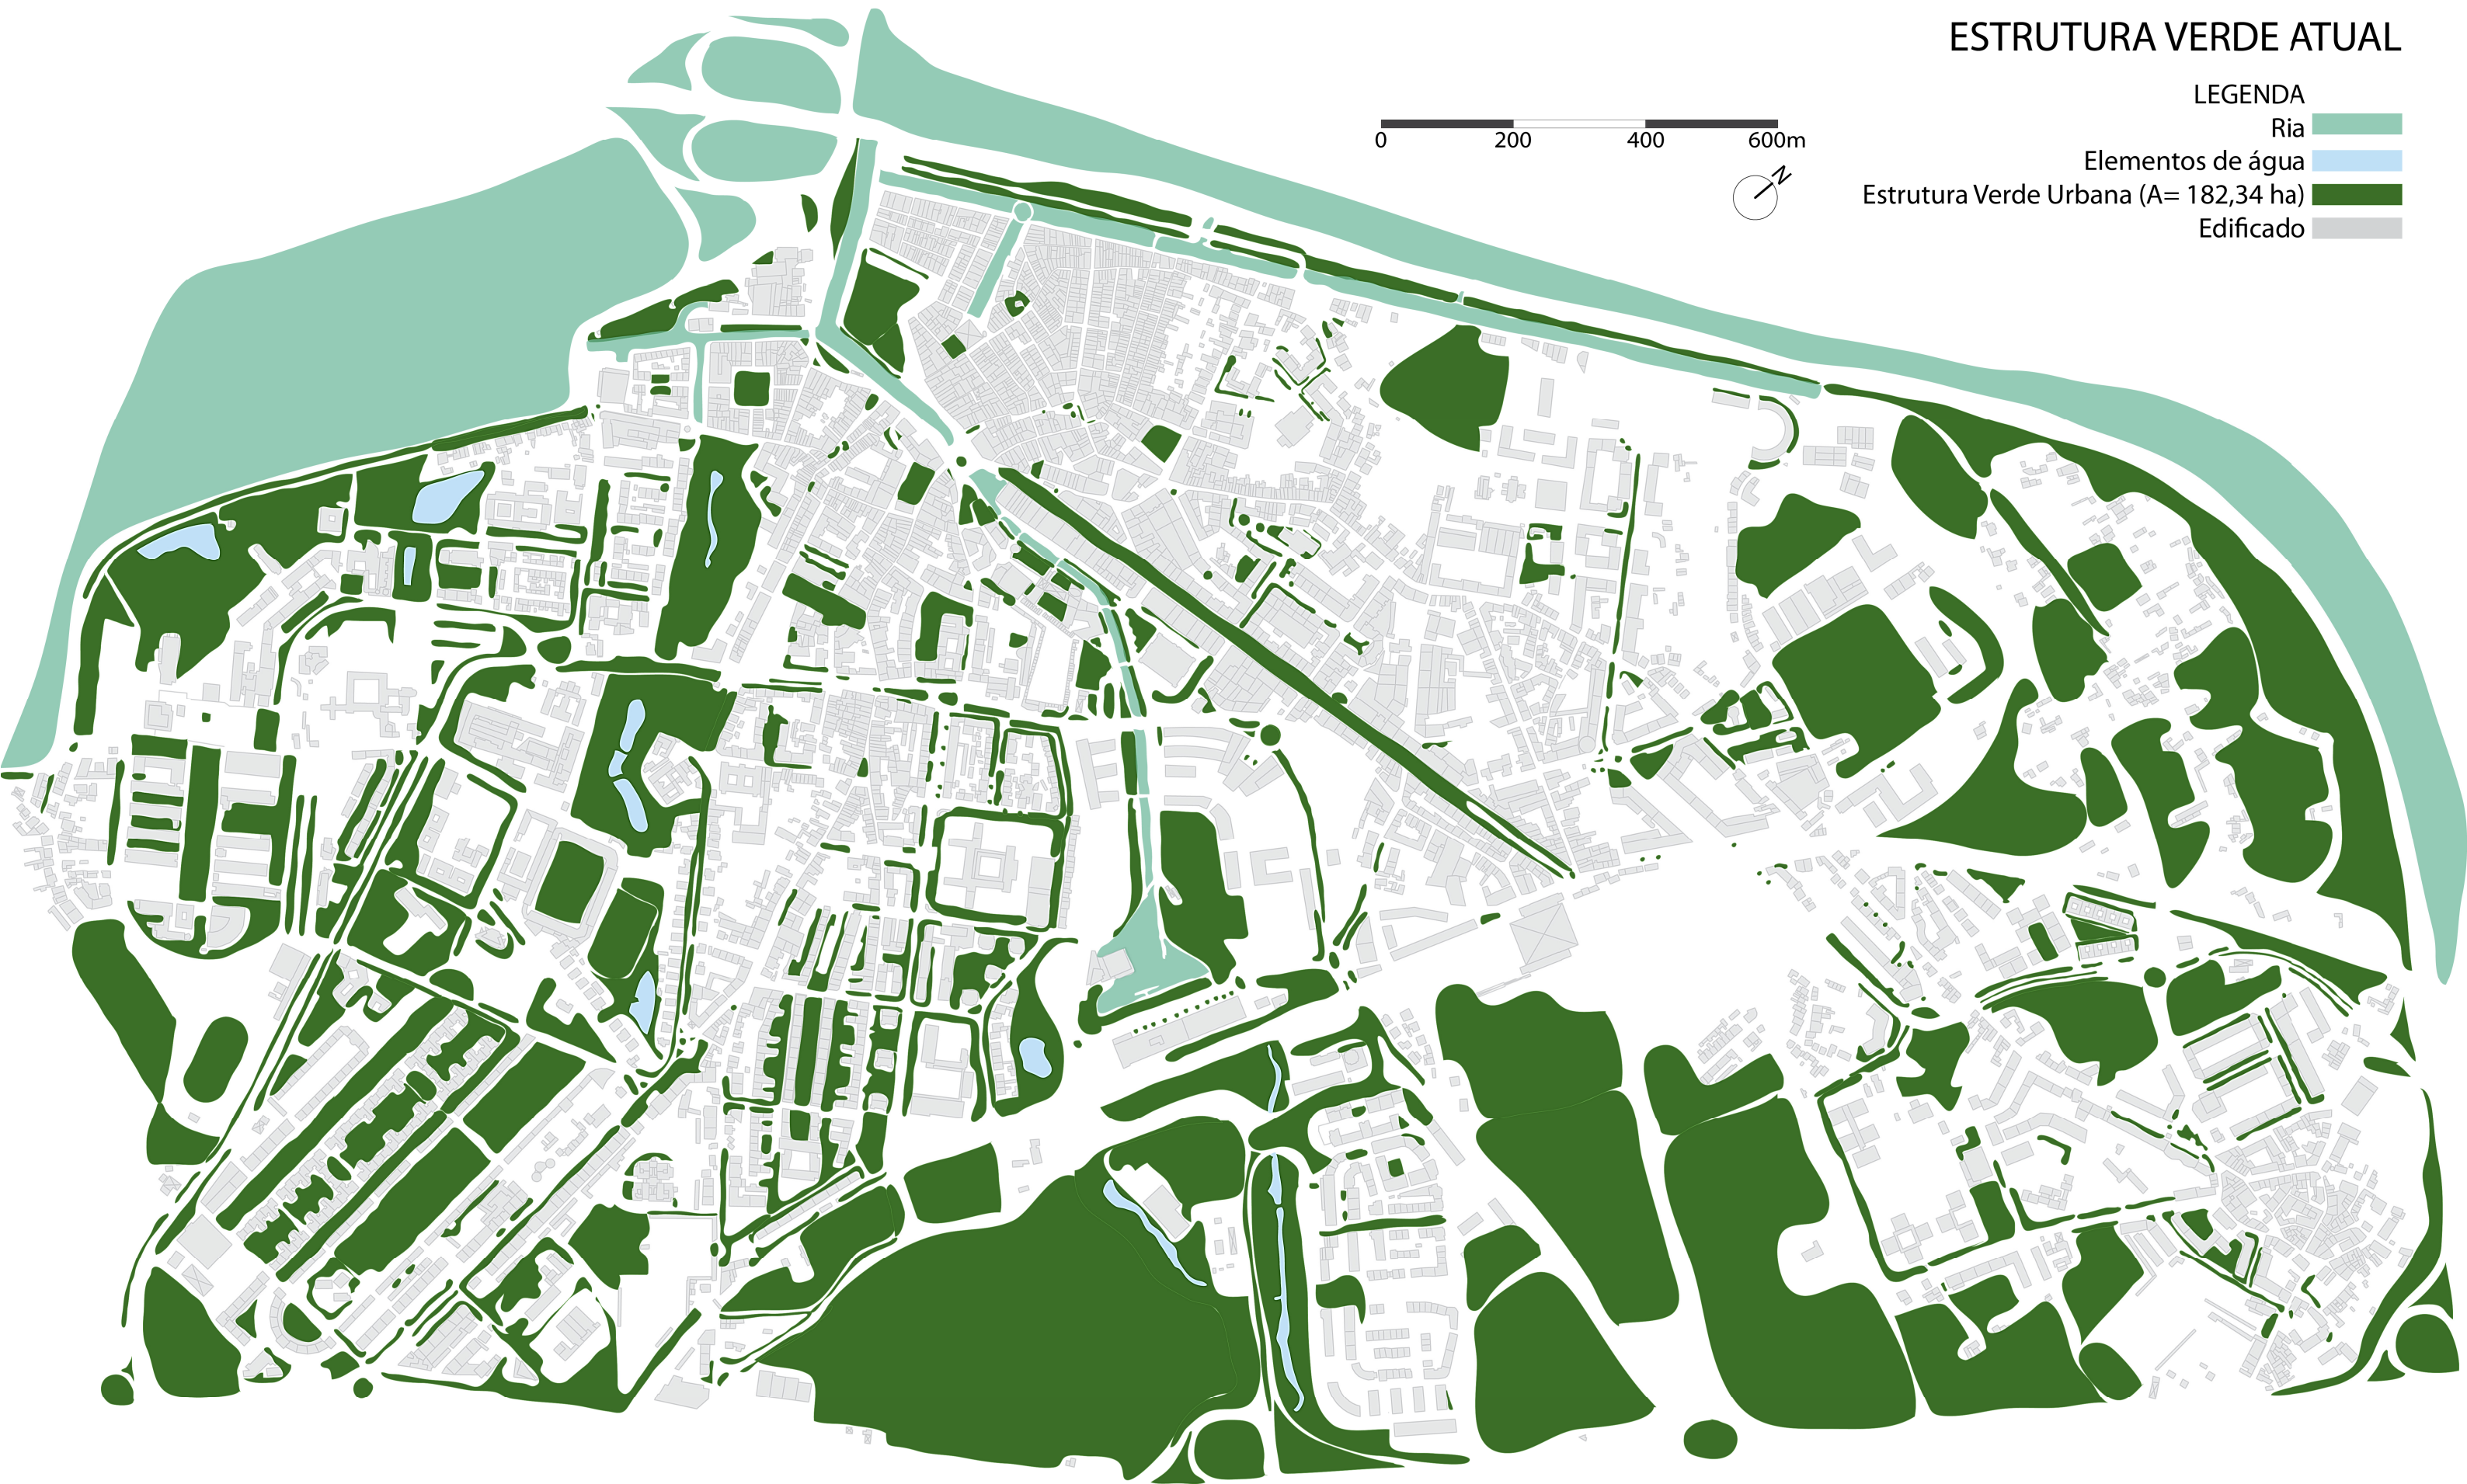 ESTRUTURA VERDE ATUAL
LEGENDA
Ria
Elementos de água
Estrutura Verde Urbana (A= 182,34 ha)
Edificado
0 200 400 600m
N